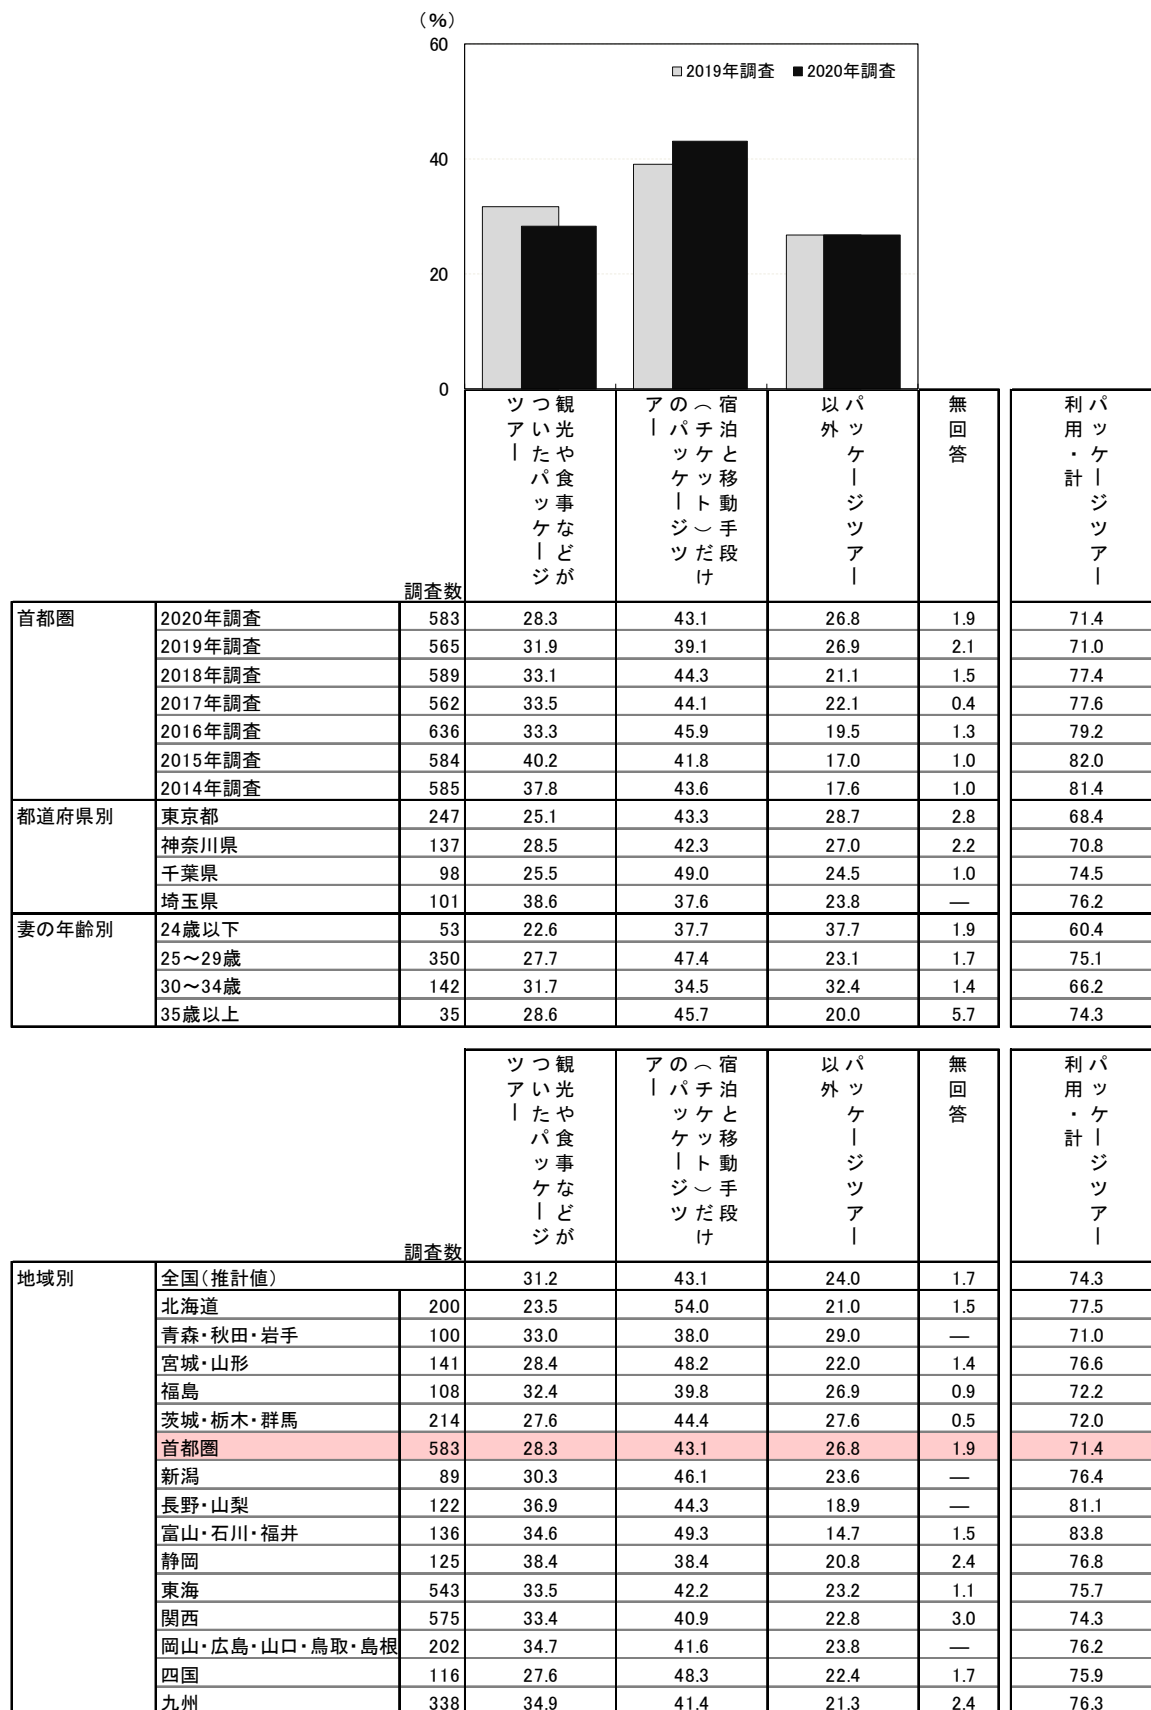 （%）
60
40
20
0
□2019年調査 ■2020年調査
調査数
観光や食事などが
ついたパッケージ
ツアー
宿泊と移動手段
（チケット）だけ
のパッケージツ
アー
パッケージツアー
以外
無回答
パッケージツアー
利用・計
首都圏 2020年調査 583 28.3 43.1 26.8 1.9 71.4
2019年調査 565 31.9 39.1 26.9 2.1 71.0
2018年調査 589 33.1 44.3 21.1 1.5 77.4
2017年調査 562 33.5 44.1 22.1 0.4 77.6
2016年調査 636 33.3 45.9 19.5 1.3 79.2
2015年調査 584 40.2 41.8 17.0 1.0 82.0
2014年調査 585 37.8 43.6 17.6 1.0 81.4
都道府県別 東京都 247 25.1 43.3 28.7 2.8 68.4
神奈川県 137 28.5 42.3 27.0 2.2 70.8
千葉県 98 25.5 49.0 24.5 1.0 74.5
埼玉県 101 38.6 37.6 23.8 ― 76.2
妻の年齢別 24歳以下 53 22.6 37.7 37.7 1.9 60.4
25～29歳 350 27.7 47.4 23.1 1.7 75.1
30～34歳 142 31.7 34.5 32.4 1.4 66.2
35歳以上 35 28.6 45.7 20.0 5.7 74.3
調査数
観光や食事などが
ついたパッケージ
ツアー
宿泊と移動手段
（チケット）だけ
のパッケージツ
アー
パッケージツアー
以外
無回答
パッケージツアー
利用・計
地域別 全国（推計値） 31.2 43.1 24.0 1.7 74.3
北海道 200 23.5 54.0 21.0 1.5 77.5
青森・秋田・岩手 100 33.0 38.0 29.0 ― 71.0
宮城・山形 141 28.4 48.2 22.0 1.4 76.6
福島 108 32.4 39.8 26.9 0.9 72.2
茨城・栃木・群馬 214 27.6 44.4 27.6 0.5 72.0
首都圏 583 28.3 43.1 26.8 1.9 71.4
新潟 89 30.3 46.1 23.6 ― 76.4
長野・山梨 122 36.9 44.3 18.9 ― 81.1
富山・石川・福井 136 34.6 49.3 14.7 1.5 83.8
静岡 125 38.4 38.4 20.8 2.4 76.8
東海 543 33.5 42.2 23.2 1.1 75.7
関西 575 33.4 40.9 22.8 3.0 74.3
岡山・広島・山口・鳥取・島根 202 34.7 41.6 23.8 ― 76.2
四国 116 27.6 48.3 22.4 1.7 75.9
九州 338 34.9 41.4 21.3 2.4 76.3